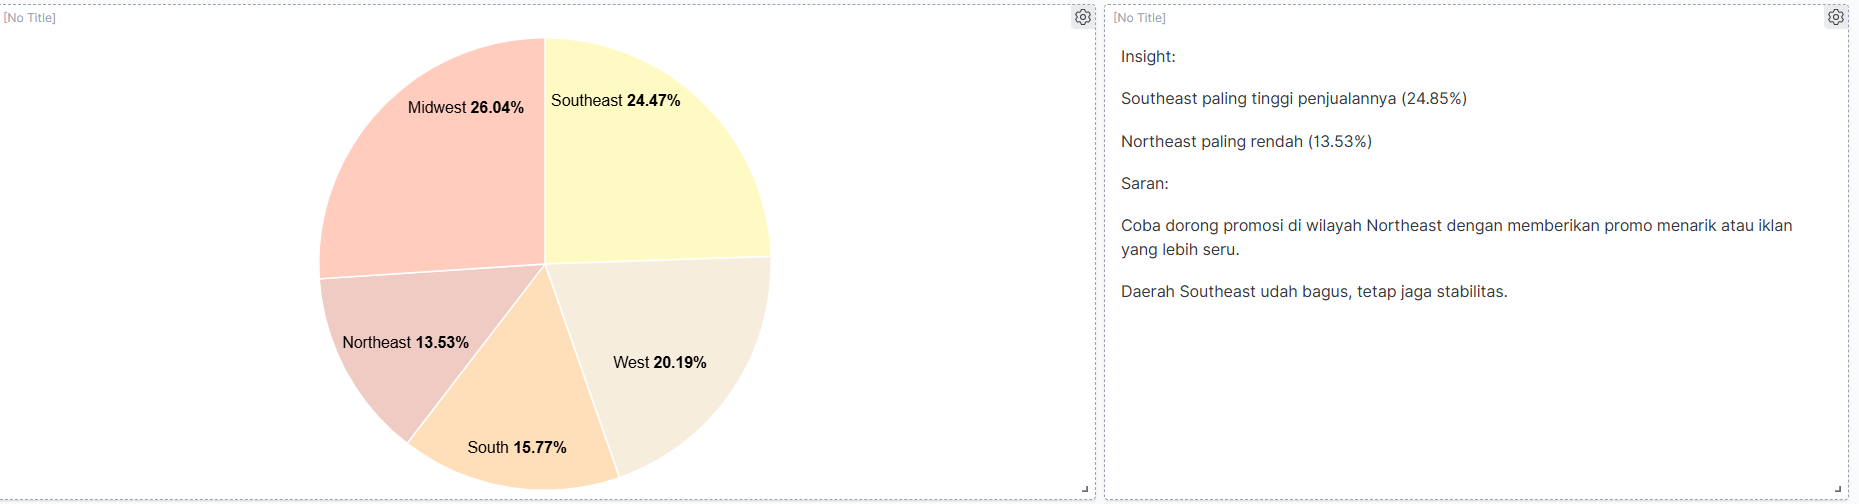 [No Title]
Midwest 26.04%
Southeast 24.47%
Northeast 13.53%
West 20.19%
South 15.77%
[No Title]
Insight:
Southeast paling tinggi penjualannya (24.85%)
Northeast paling rendah (13.53%)
Saran:
Coba dorong promosi di wilayah Northeast dengan memberikan promo menarik atau iklan
yang lebih seru.
Daerah Southeast udah bagus, tetap jaga stabilitas.